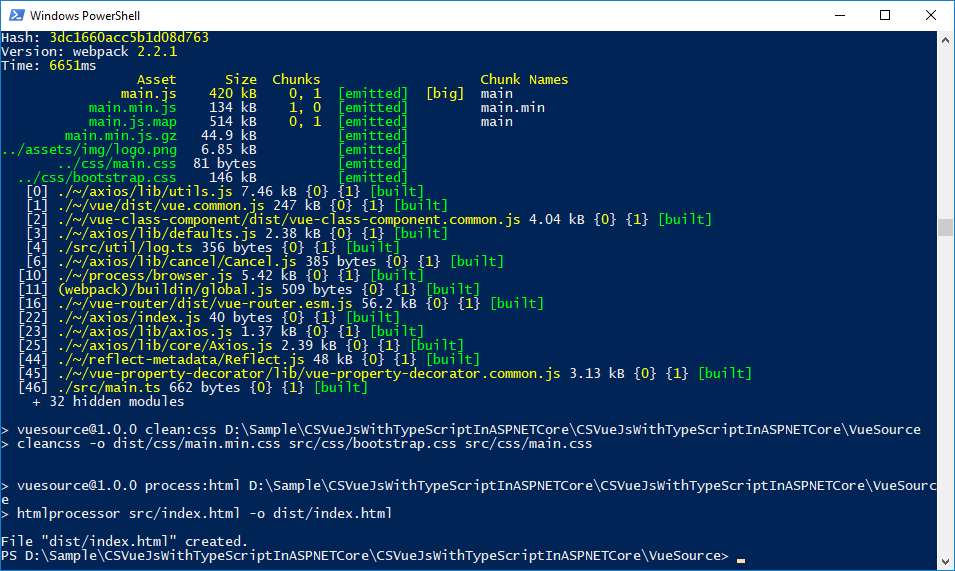 Windows PowerShell
Hash: 3dc1660acc5b1d08d763
Version: webpack 2.2.1
Time: 6651ms
Asset Size Chunks Chunk Names
main.js 420 kB 0, 1 [emitted] [big] main
main.min.js 134 kB 1, 0 [emitted] main.min
main.js.map 514 kB 0, 1 [emitted] main
main.min.js.gz 44.9 kB [emitted]
../assets/img/logo.png 6.85 kB [emitted]
../css/main.css 81 bytes [emitted]
../css/bootstrap.css 146 kB [emitted]
[0] ./~/axios/lib/utils.js 7.46 kB {0} {1} [built]
[1] ./~/vue/dist/vue.common.js 247 kB {0} {1} [built]
[2] ./~/vue-class-component/dist/vue-class-component.common.js 4.04 kB {0} {1} [built]
[3] ./~/axios/lib/defaults.js 2.38 kB {0} {1} [built]
[4] ./src/util/log.ts 356 bytes {0} {1} [built]
[6] ./~/axios/lib/cancel/Cancel.js 385 bytes {0} {1} [built]
[10] ./~/process/browser.js 5.42 kB {0} {1} [built]
[11] (webpack)/buildin/global.js 509 bytes {0} {1} [built]
[16] ./~/vue-router/dist/vue-router.esm.js 56.2 kB {0} {1} [built]
[22] ./~/axios/index.js 40 bytes {0} {1} [built]
[23] ./~/axios/lib/axios.js 1.37 kB {0} {1} [built]
[25] ./~/axios/lib/core/Axios.js 2.39 kB {0} {1} [built]
[44] ./~/reflect-metadata/Reflect.js 48 kB {0} {1} [built]
[45] ./~/vue-property-decorator/lib/vue-property-decorator.common.js 3.13 kB {0} {1} [built]
[46] ./src/main.ts 662 bytes {0} {1} [built]
+ 32 hidden modules
> vuesource@1.0.0 clean:css D:\Sample\CSVueJsWithTypeScriptInASPNETCore\CSVueJsWithTypeScriptInASPNETCore\VueSource
> cleancss -o dist/css/main.min.css src/css/bootstrap.css src/css/main.css
> vuesource@1.0.0 process:html D:\Sample\CSVueJsWithTypeScriptInASPNETCore\CSVueJsWithTypeScriptInASPNETCore\VueSourc
e
> htmlprocessor src/index.html -o dist/index.html
File "dist/index.html" created.
PS D:\Sample\CSVueJsWithTypeScriptInASPNETCore\CSVueJsWithTypeScriptInASPNETCore\VueSource>